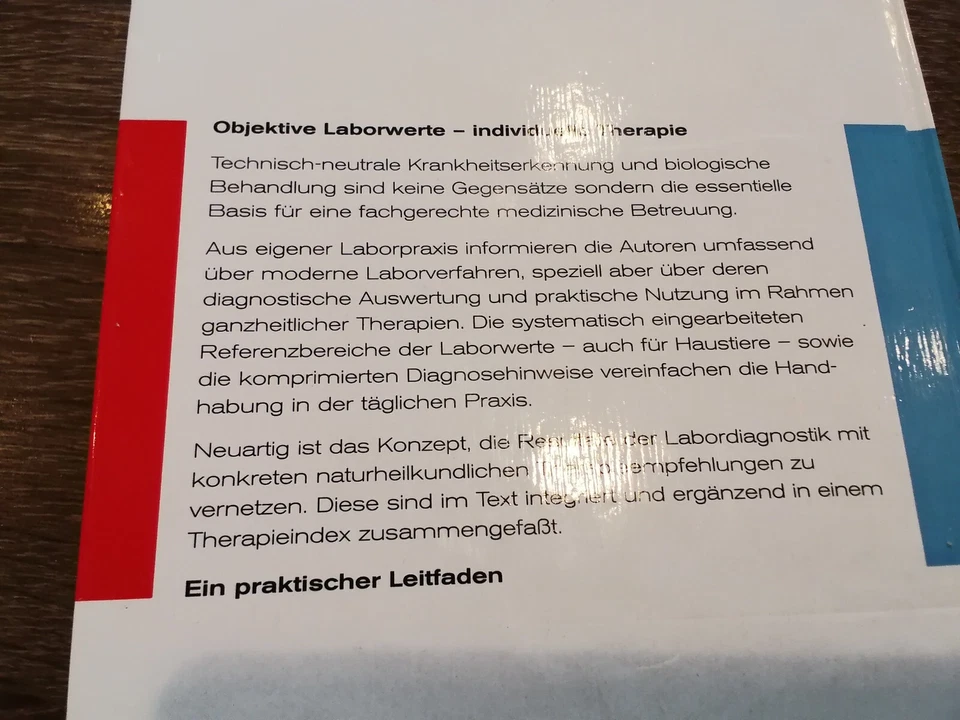 Objektive Laborwerte – individuelle Therapie
Technisch-neutrale Krankheitserkennung und biologische
Behandlung sind keine Gegensätze sondern die essentielle
Basis für eine fachgerechte medizinische Betreuung.
Aus eigener Laborpraxis informieren die Autoren umfassend
über moderne Laborverfahren, speziell aber über deren
diagnostische Auswertung und praktische Nutzung im Rahmen
ganzheitlicher Therapien. Die systematisch eingearbeiteten
Referenzbereiche der Laborwerte – auch für Haustiere – sowie
die komprimierten Diagnosehinweise vereinfachen die Hand-
habung in der täglichen Praxis.
Neuartig ist das Konzept, die der Labordiagnostik mit
konkreten naturheilkundlichen Therapieempfehlungen zu
vernetzen. Diese sind im Text integriert und ergänzend in einem
Therapieindex zusammengefaßt.
Ein praktischer Leitfaden